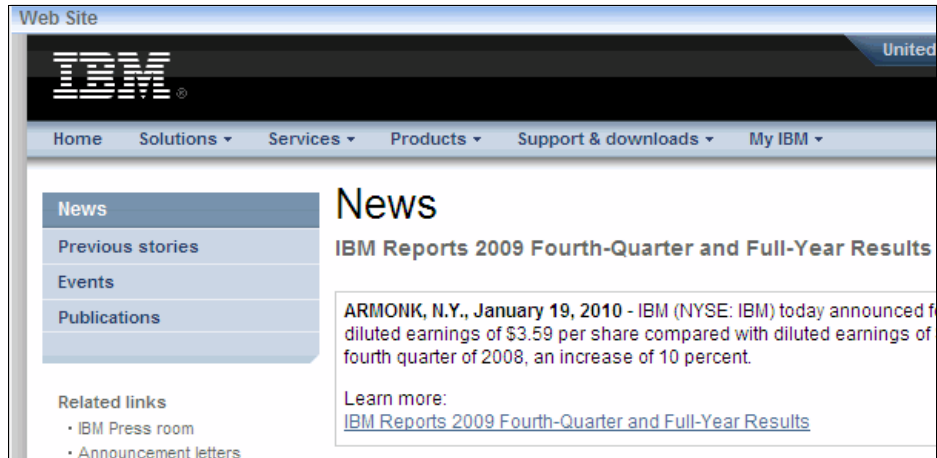 Web Site
United
IBM®
Home Solutions Services Products Support & downloads My IBM
News
Previous stories
Events
Publications
Related links
• IBM Press room
• Announcement letters
News
IBM Reports 2009 Fourth-Quarter and Full-Year Results
ARMONK, N.Y., January 19, 2010 - IBM (NYSE: IBM) today announced
diluted earnings of $3.59 per share compared with diluted earnings of
fourth quarter of 2008, an increase of 10 percent.
Learn more:
IBM Reports 2009 Fourth-Quarter and Full-Year Results